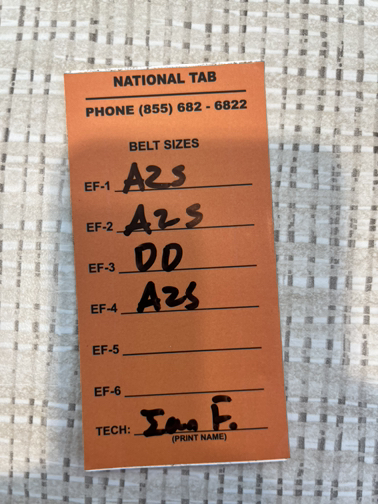 NATIONAL TAB
PHONE (855) 682 - 6822
BELT SIZES
EF-1 A25
EF-2 A25
EF-3 DD
EF-4 A25
EF-5
EF-6
TECH: F.
(PRINT NAME)